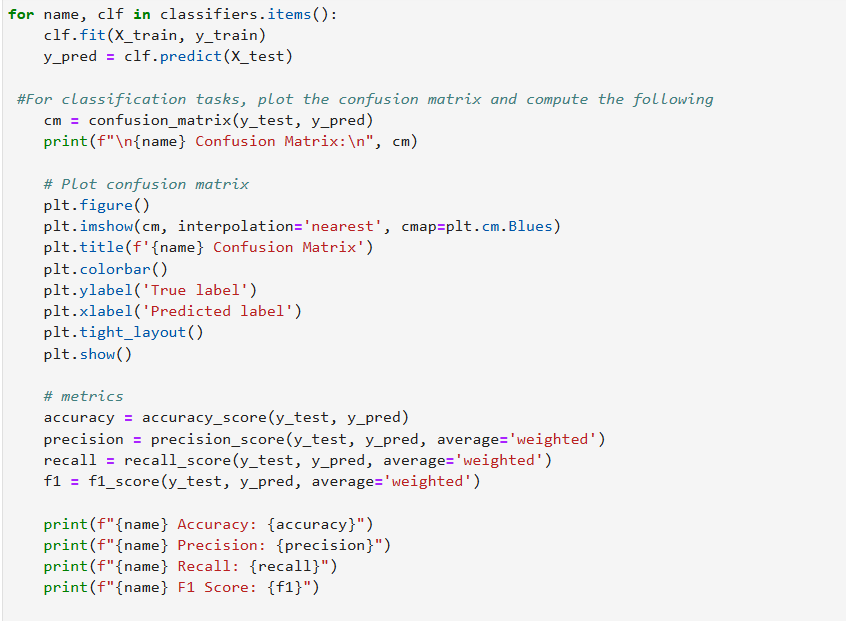 for name, clf in classifiers.items():
    clf.fit(X_train, y_train)
    y_pred = clf.predict(X_test)

 #For classification tasks, plot the confusion matrix and compute the following
    cm = confusion_matrix(y_test, y_pred)
    print(f"\n{name} Confusion Matrix:\n", cm)

    # Plot confusion matrix
    plt.figure()
    plt.imshow(cm, interpolation='nearest', cmap=plt.cm.Blues)
    plt.title(f'{name} Confusion Matrix')
    plt.colorbar()
    plt.ylabel('True label')
    plt.xlabel('Predicted label')
    plt.tight_layout()
    plt.show()

    # metrics
    accuracy = accuracy_score(y_test, y_pred)
    precision = precision_score(y_test, y_pred, average='weighted')
    recall = recall_score(y_test, y_pred, average='weighted')
    f1 = f1_score(y_test, y_pred, average='weighted')

    print(f"{name} Accuracy: {accuracy}")
    print(f"{name} Precision: {precision}")
    print(f"{name} Recall: {recall}")
    print(f"{name} F1 Score: {f1}")